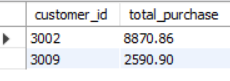 customer_id total_purchase
3002 8870.86
3009 2590.90